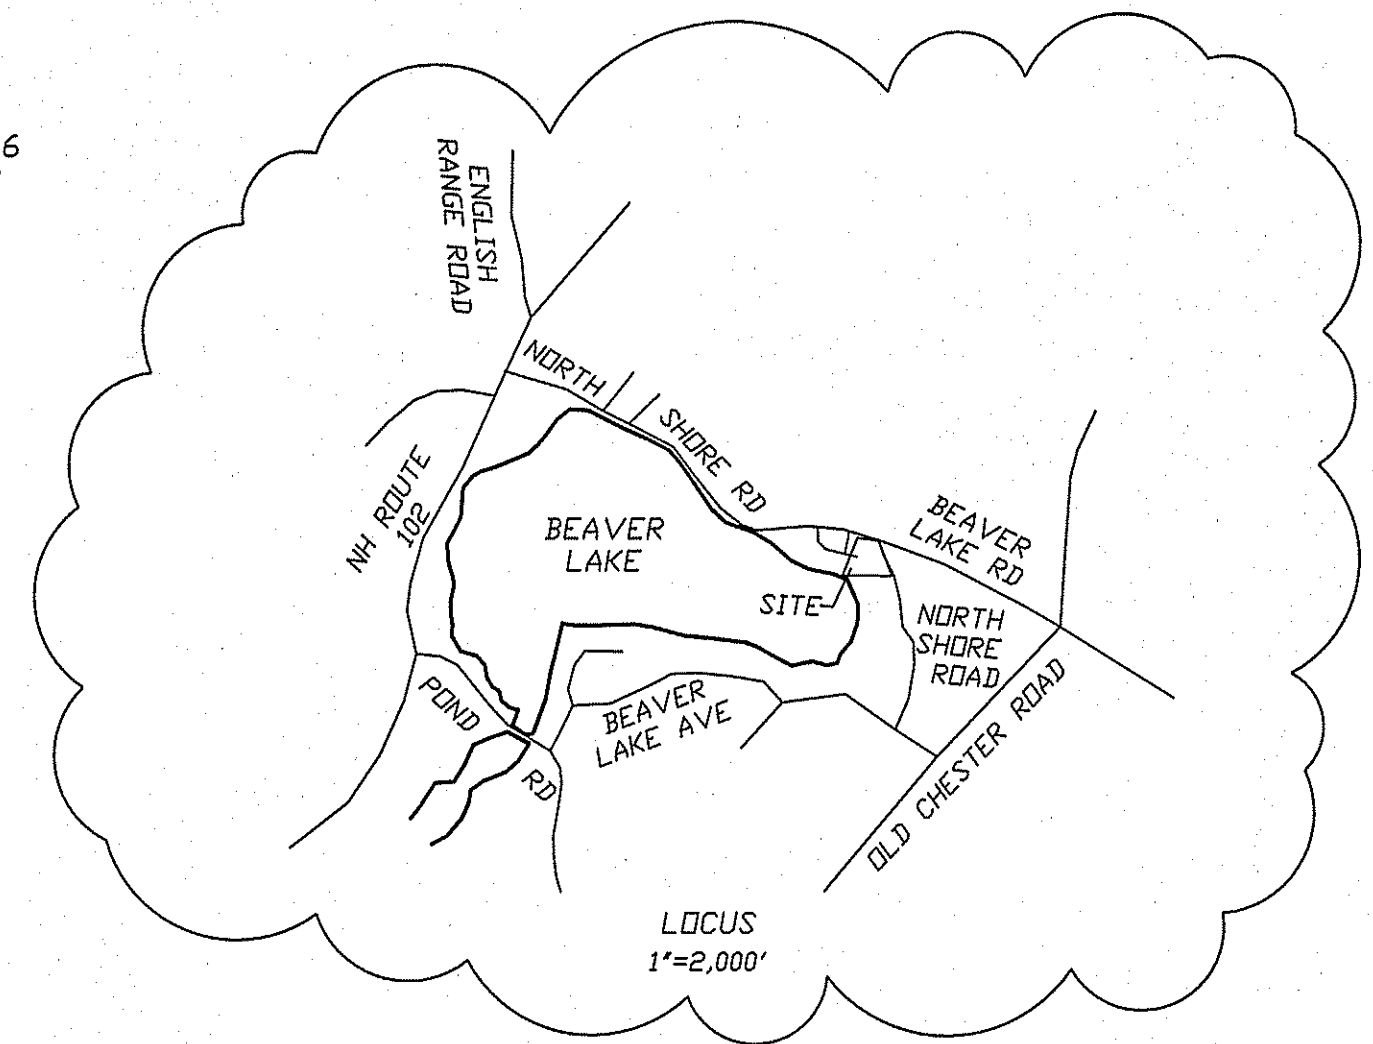 6
ENGLISH
RANGE ROAD
NORTH
SHORE RD
NH ROUTE
102
BEAVER
LAKE
BEAVER
LAKE RD
SITE
NORTH
SHORE
ROAD
POND
RD
BEAVER
LAKE AVE
OLD CHESTER ROAD
LOCUS
1"=2,000'